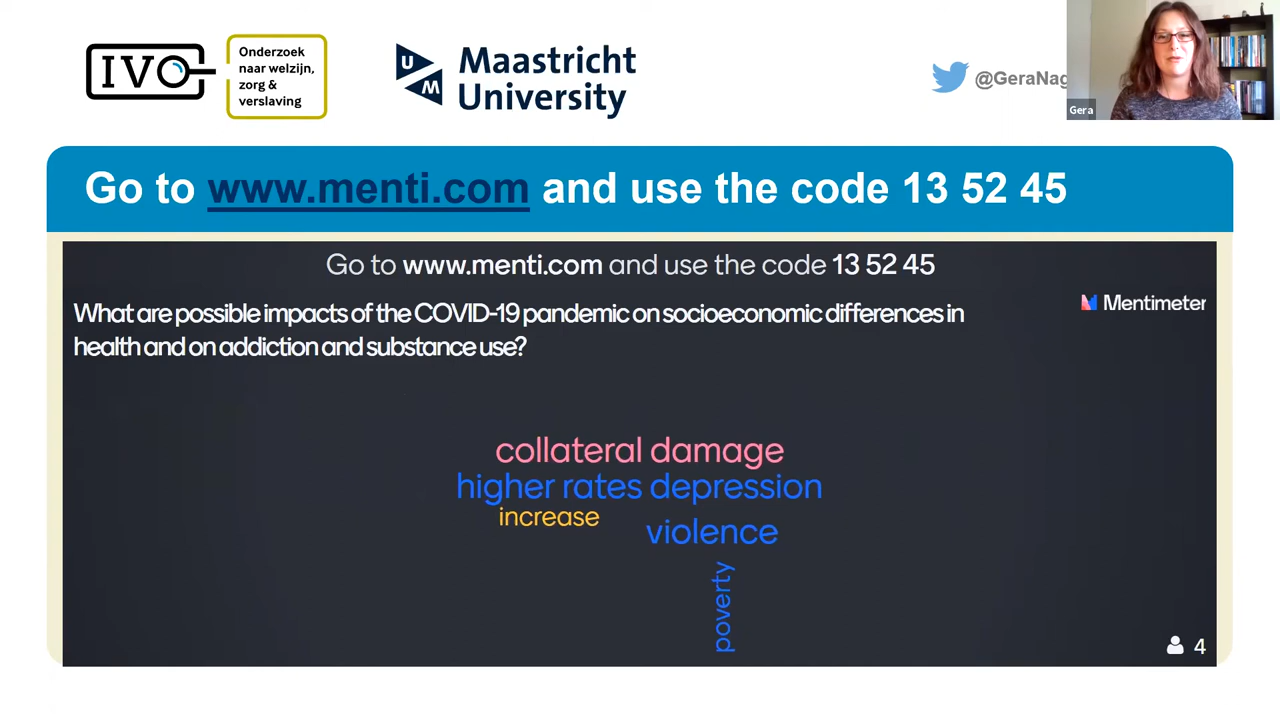 IVO
Onderzoek
naar welzijn,
zorg &
verslaving
UM
Maastricht
University
@GeraNag
Gera
Go to www.menti.com and use the code 13 52 45
Go to www.menti.com and use the code 13 52 45
Mentimeter
What are possible impacts of the COVID-19 pandemic on socioeconomic differences in
health and on addiction and substance use?
collateral damage
higher rates depression
increase
violence
poverty
4